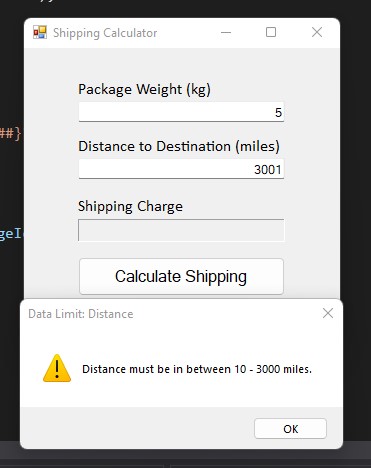 Shipping Calculator
Package Weight (kg)
5
Distance to Destination (miles)
3001
##}
Shipping Charge
Calculate Shipping
Data Limit: Distance
Distance must be in between 10 - 3000 miles.
OK